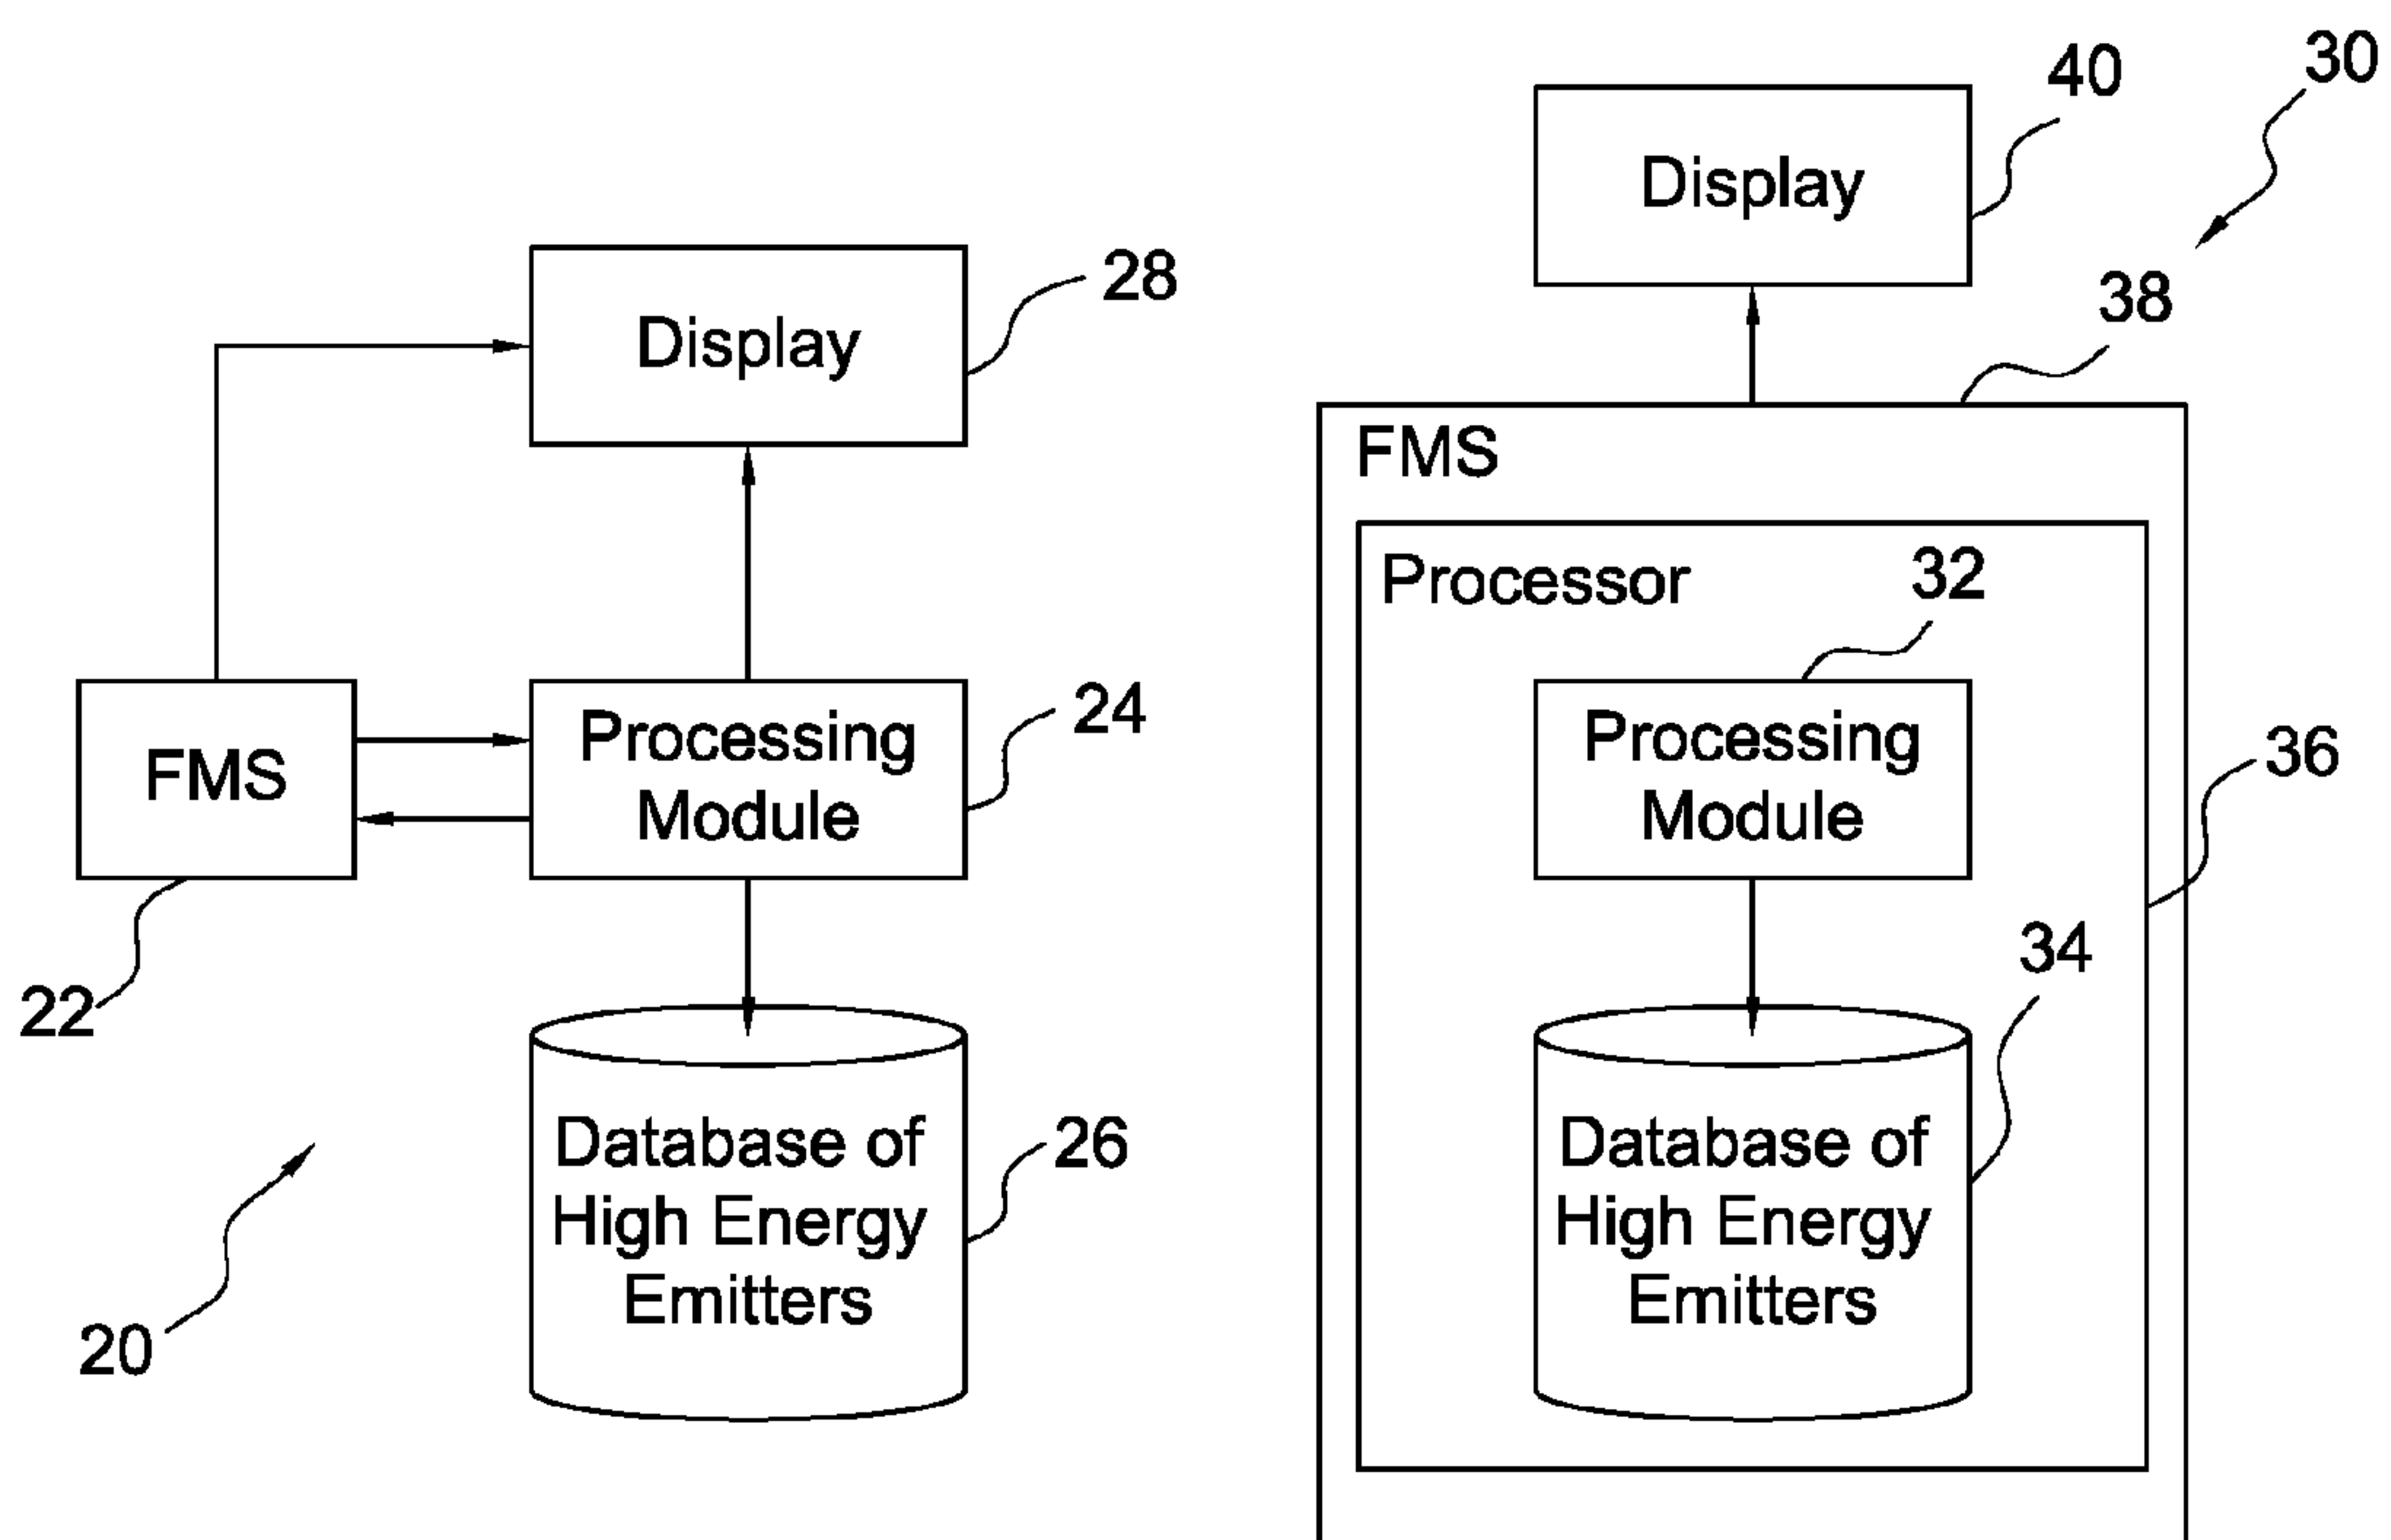 Display
28
FMS
Processing
Module
24
22
Database of
High Energy
Emitters
26
20
30
Display
40
38
FMS
Processor
32
Processing
Module
36
34
Database of
High Energy
Emitters